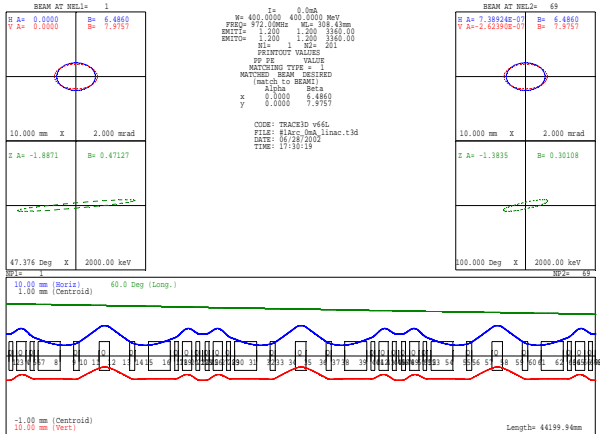 BEAM AT NEL1= 1
H A= 0.0000 B= 6.4860
V A= 0.0000 B= 7.9757
10.000 mm X 2.000 mrad
Z A= -1.8871 B= 0.47127
47.376 Deg X 2000.00 keV
NP1= 1
I= 0.0mA
W= 400.0000 400.0000 MeV
FREQ= 972.00MHz WL= 308.43mm
EMITI= 1.200 1.200 3360.00
EMITO= 1.200 1.200 3360.00
N1= 1 N2= 201
PRINTOUT VALUES
PP PE VALUE
MATCHING TYPE = 1
MATCHED BEAM DESIRED
(match to BEAMI)
Alpha Beta
x 0.0000 6.4860
y 0.0000 7.9757
CODE: TRACE3D v66L
FILE: #1Arc_0mA_linac.t3d
DATE: 06/28/2002
TIME: 17:30:19
BEAM AT NEL2= 69
H A= 7.38924E-07 B= 6.4860
V A=-2.62390E-07 B= 7.9757
10.000 mm X 2.000 mrad
Z A= -1.3835 B= 0.30108
100.000 Deg X 2000.00 keV
NP2= 69
10.00 mm (Horiz) 60.0 Deg (Long.)
1.00 mm (Centroid)
-1.00 mm (Centroid)
10.00 mm (Vert)
Length= 44199.94mm